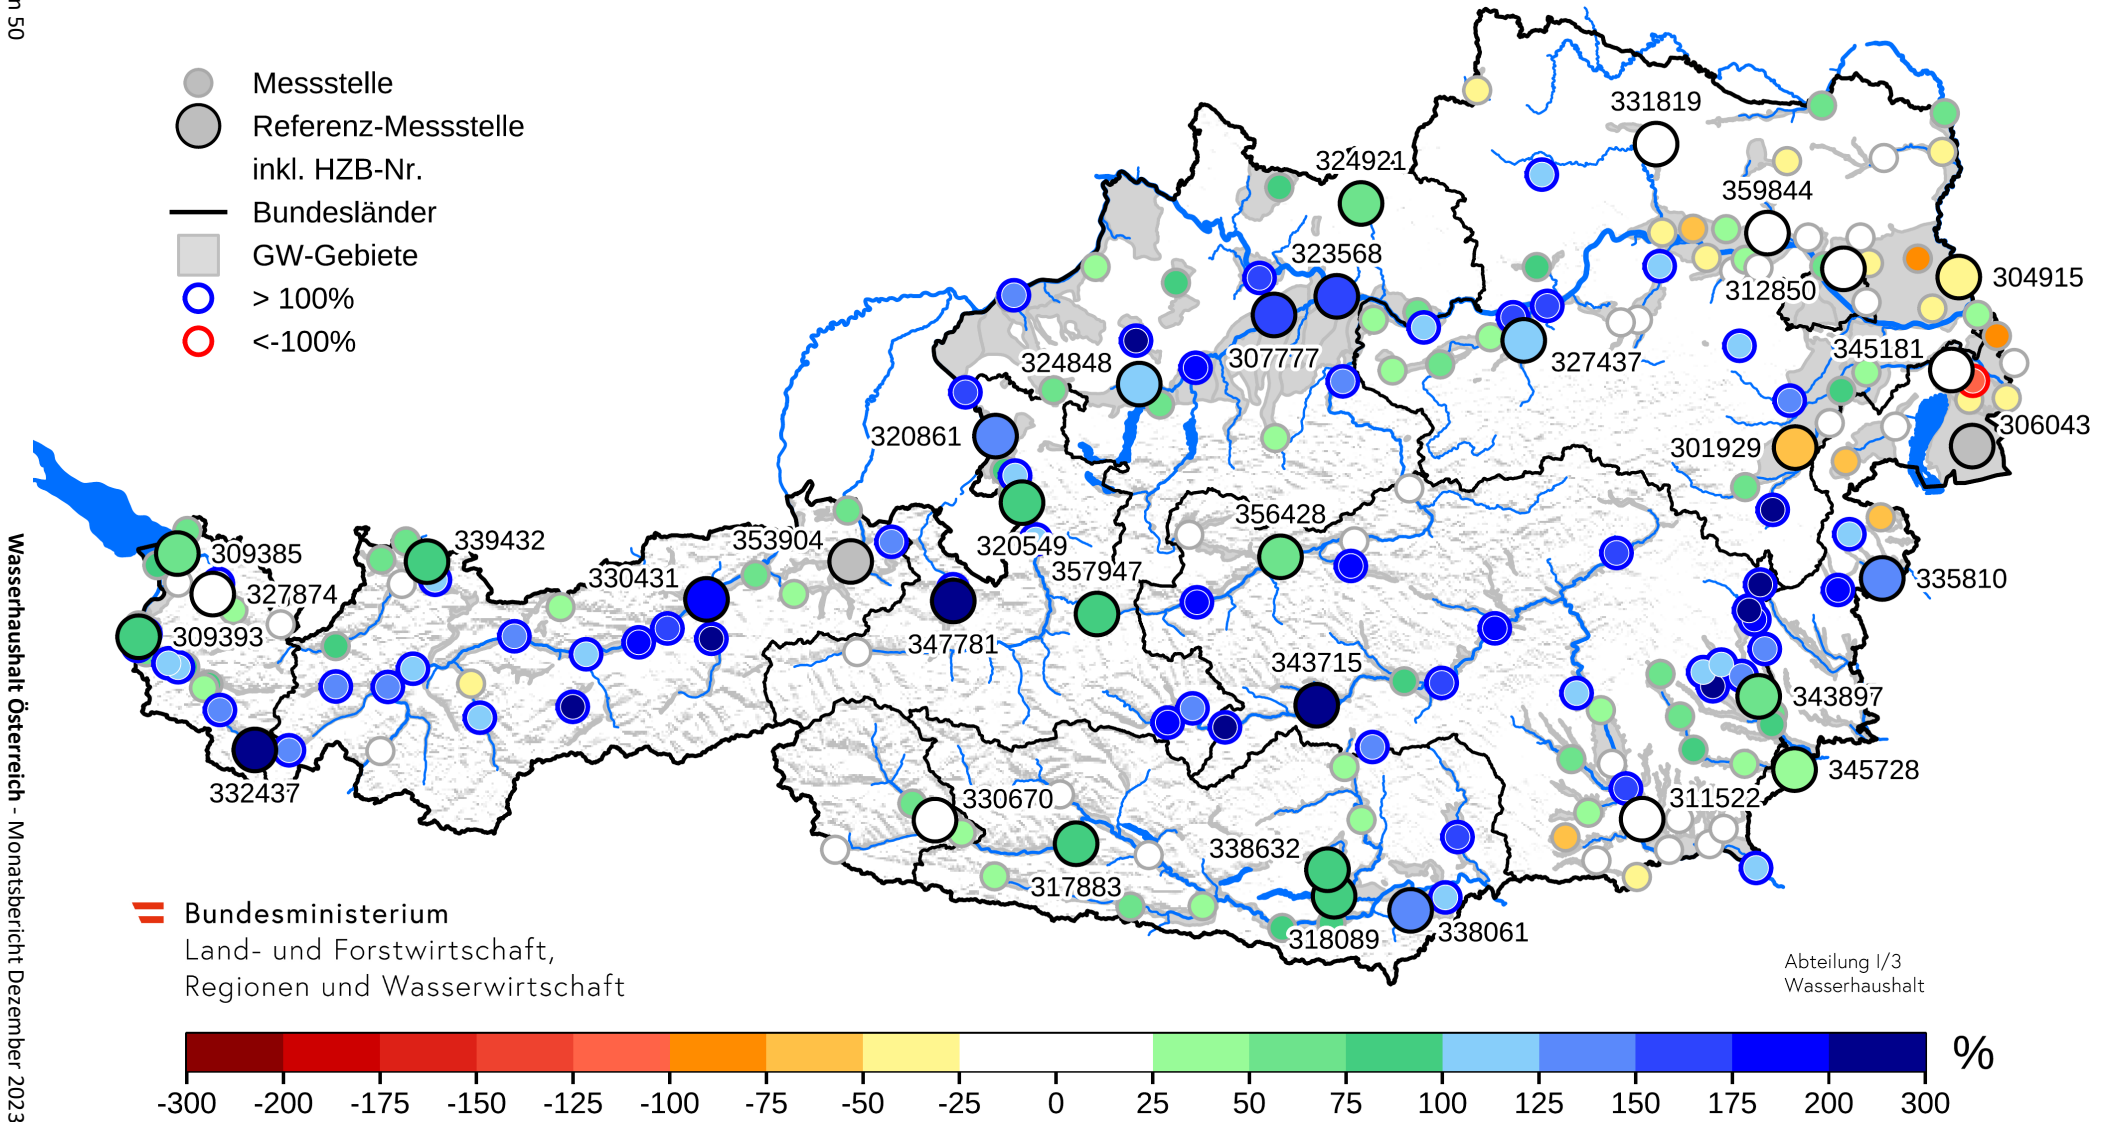 n 50
Wasserhaushalt Österreich - Monatsbericht Dezember 2023
Messstelle
Referenz-Messstelle
inkl. HZB-Nr.
Bundesländer
GW-Gebiete
> 100%
<-100%
331819
324921
359844
323568
304915
312850
324848
307777
327437
345181
320861
301929
306043
356428
309385
339432
353904
320549
330431
357947
335810
327874
309393
347781
343715
343897
332437
345728
330670
311522
338632
317883
318089
338061
Bundesministerium
Land- und Forstwirtschaft,
Regionen und Wasserwirtschaft
Abteilung I/3
Wasserhaushalt
%
-300 -200 -175 -150 -125 -100 -75 -50 -25 0 25 50 75 100 125 150 175 200 300